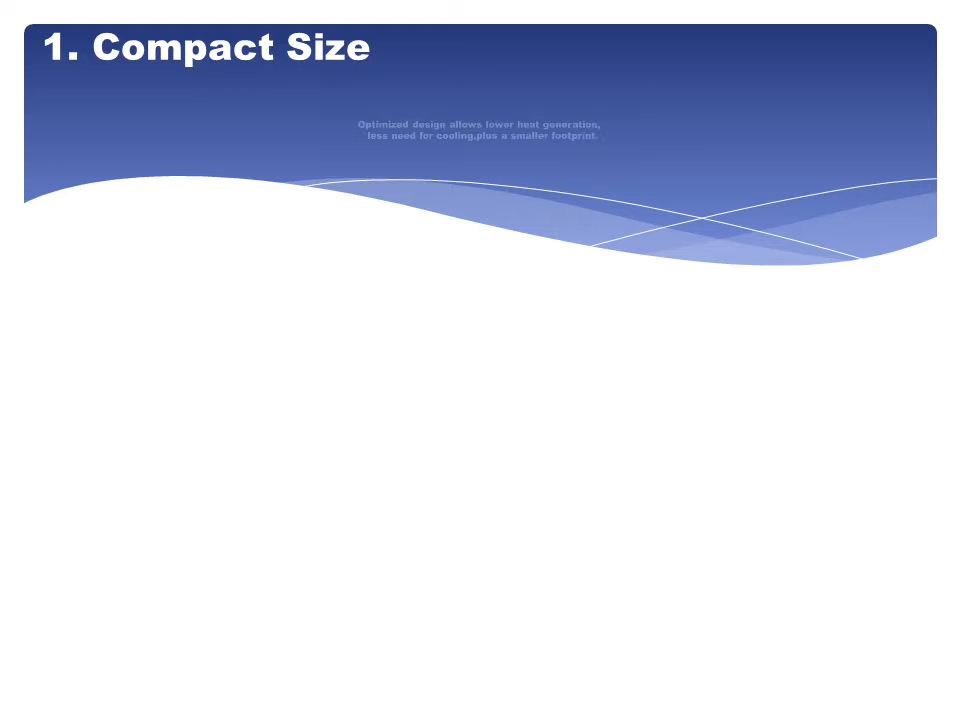 1. Compact Size
Optimized design allows lower heat generation,
less need for cooling,plus a smaller footprint.